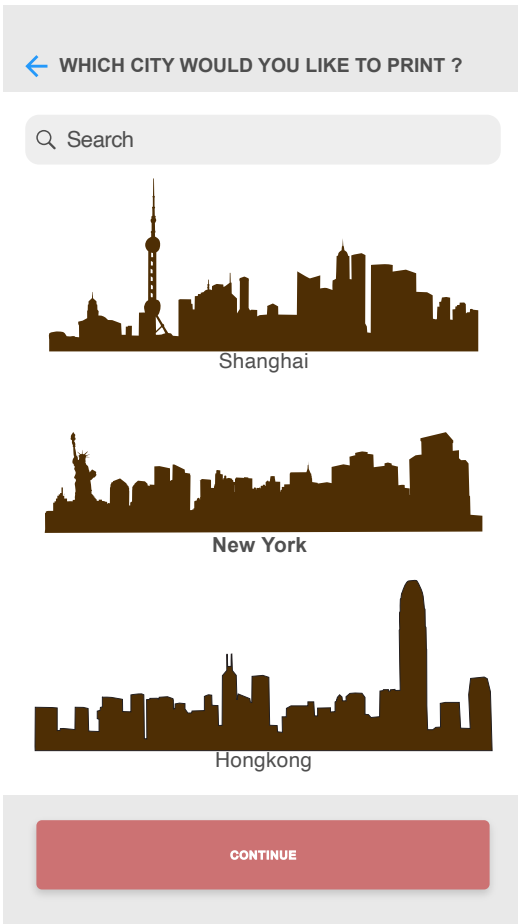 WHICH CITY WOULD YOU LIKE TO PRINT ?
Search
Shanghai
New York
Hongkong
CONTINUE